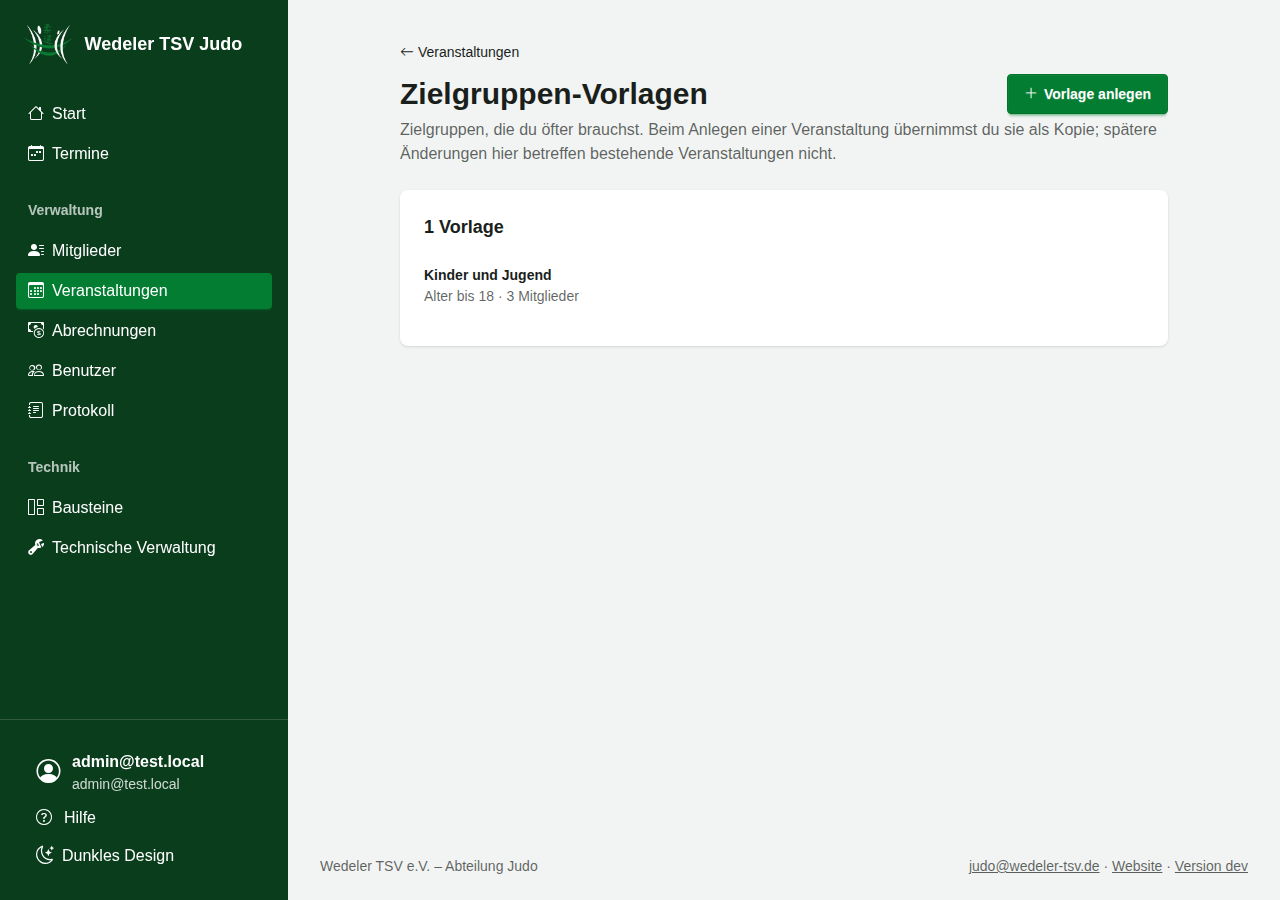 Wedeler TSV Judo
Start
Termine
Verwaltung
Mitglieder
Veranstaltungen
Abrechnungen
Benutzer
Protokoll
Technik
Bausteine
Technische Verwaltung
admin@test.local
admin@test.local
Hilfe
Dunkles Design
← Veranstaltungen
Zielgruppen-Vorlagen
+ Vorlage anlegen
Zielgruppen, die du öfter brauchst. Beim Anlegen einer Veranstaltung übernimmst du sie als Kopie; spätere
Änderungen hier betreffen bestehende Veranstaltungen nicht.
1 Vorlage
Kinder und Jugend
Alter bis 18 · 3 Mitglieder
Wedeler TSV e.V. – Abteilung Judo
judo@wedeler-tsv.de · Website · Version dev